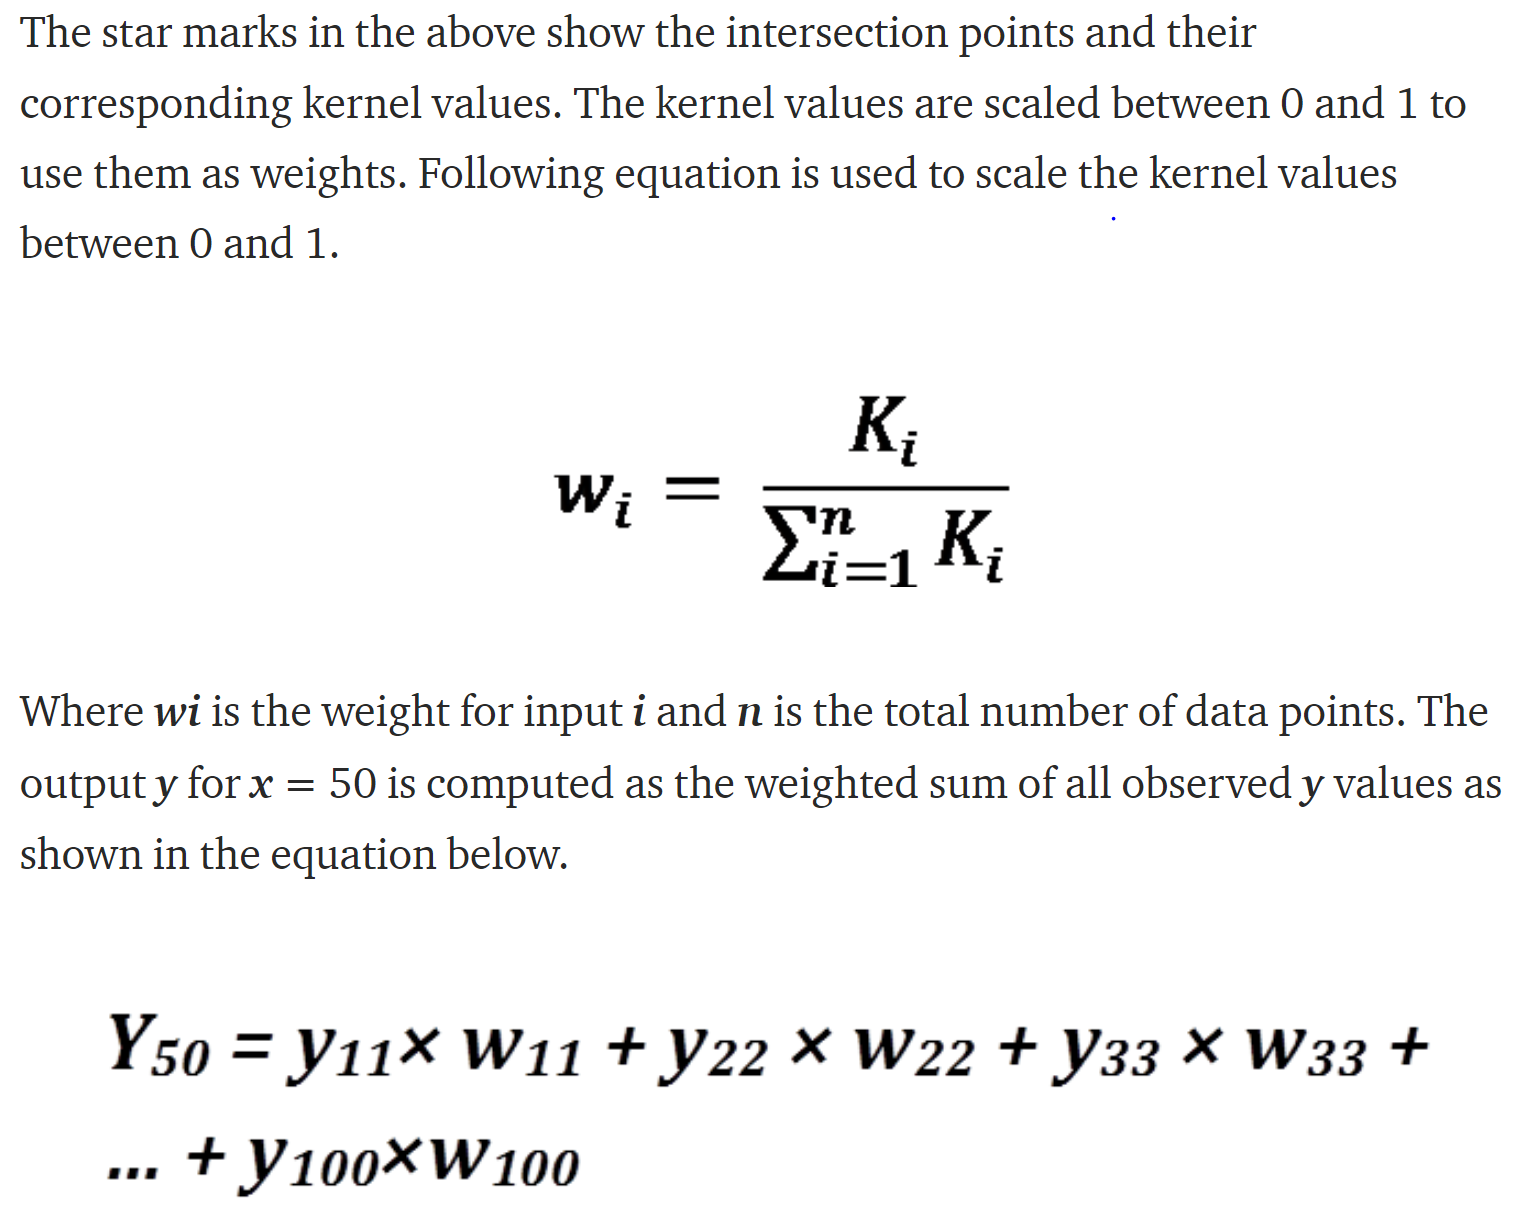 The star marks in the above show the intersection points and their
corresponding kernel values. The kernel values are scaled between 0 and 1 to
use them as weights. Following equation is used to scale the kernel values
between 0 and 1.
wᵢ = Kᵢ / ∑ⁿᵢ₌₁ Kᵢ
Where wi is the weight for input i and n is the total number of data points. The
output y for x = 50 is computed as the weighted sum of all observed y values as
shown in the equation below.
Y₅₀ = y₁₁× w₁₁ + y₂₂ × w₂₂ + y₃₃ × w₃₃ +
... + y₁₀₀×w₁₀₀